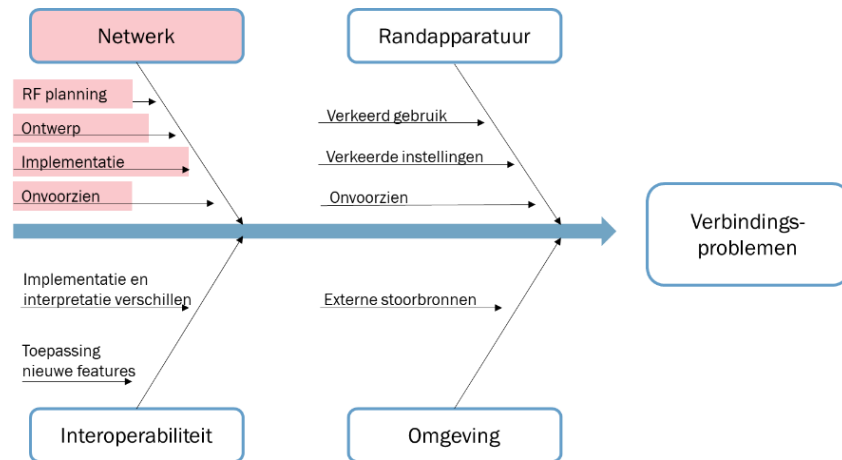 Netwerk
RF planning
Ontwerp
Implementatie
Onvoorzien
Randapparatuur
Verkeerd gebruik
Verkeerde instellingen
Onvoorzien
Verbindings-
problemen
Implementatie en
interpretatie verschillen
Toepassing
nieuwe features
Interoperabiliteit
Externe stoorbronnen
Omgeving